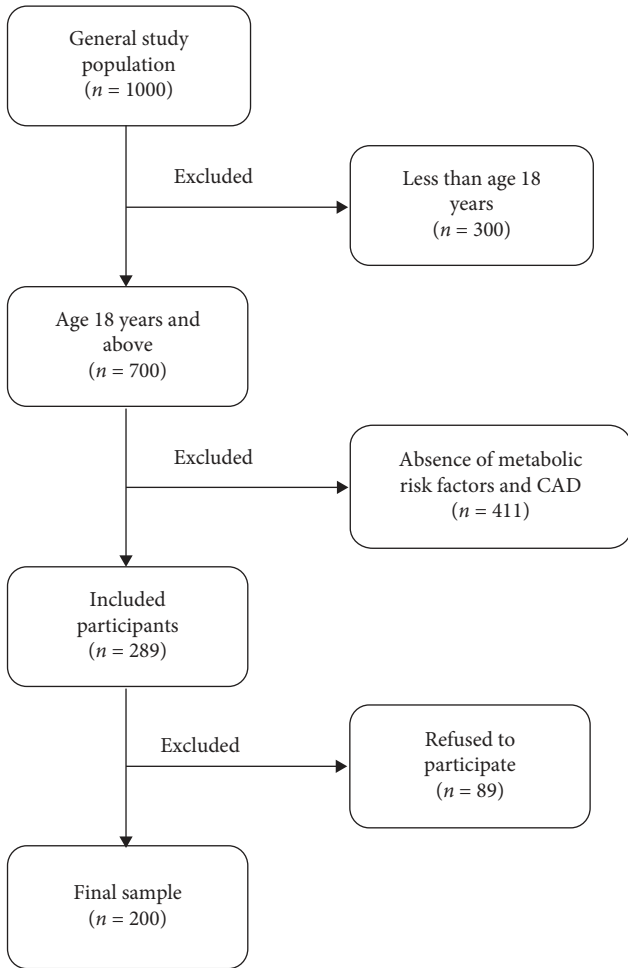 General study
population
(n = 1000)
Excluded
Less than age 18
years
(n = 300)
Age 18 years and
above
(n = 700)
Excluded
Absence of metabolic
risk factors and CAD
(n = 411)
Included
participants
(n = 289)
Excluded
Refused to
participate
(n = 89)
Final sample
(n = 200)